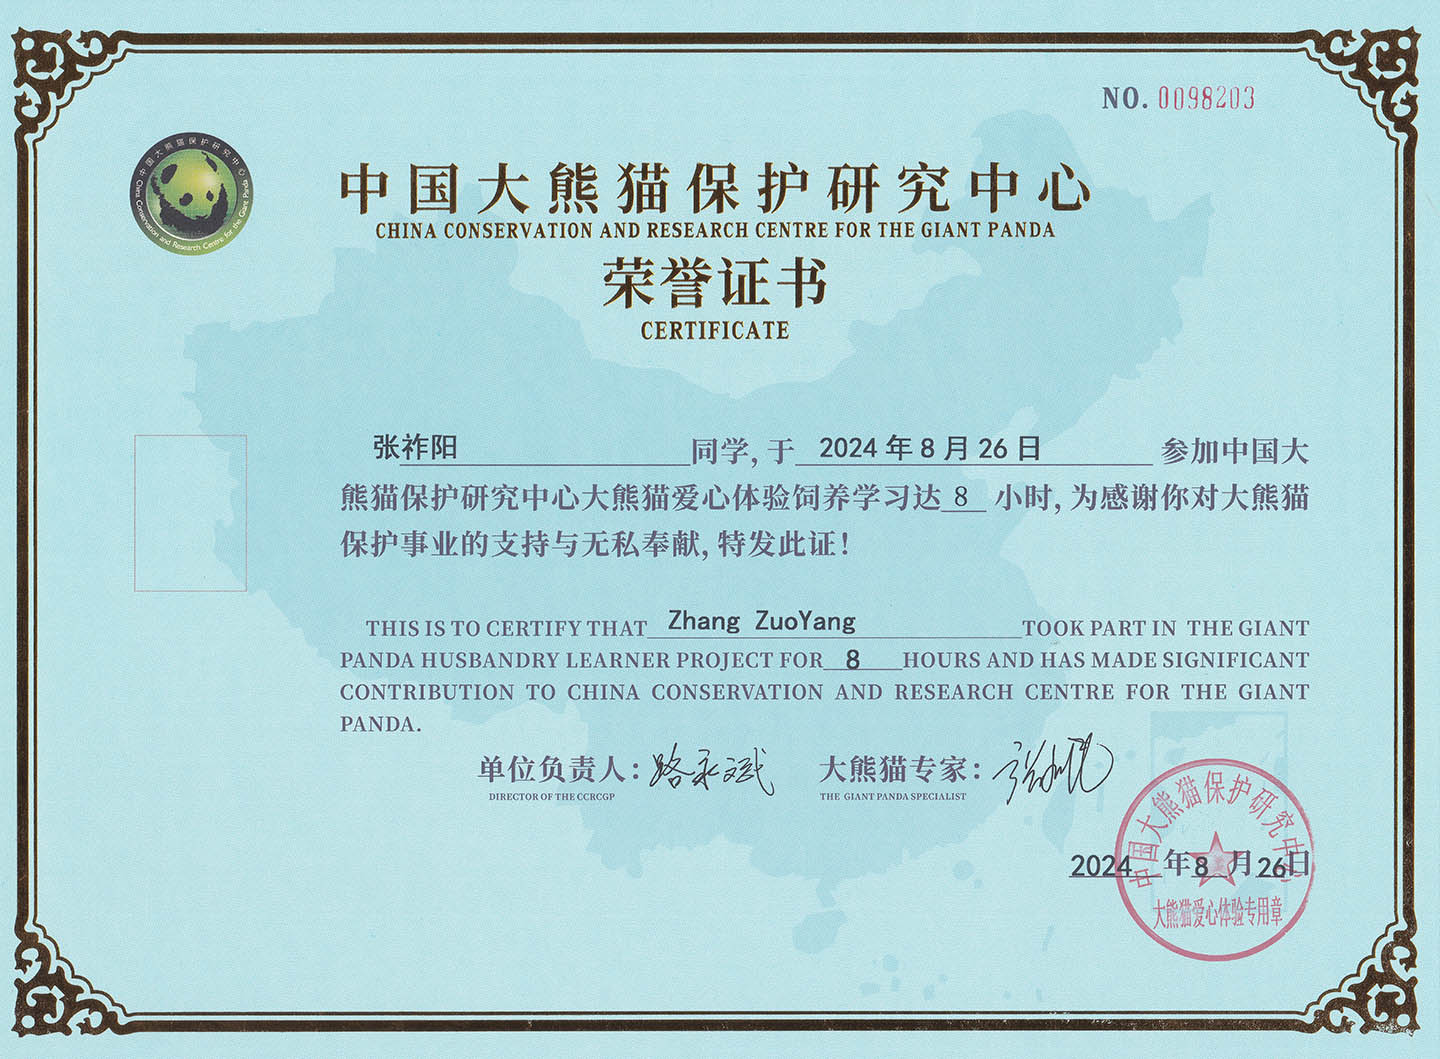 NO.0098203
中国大熊猫保护研究中心
China Conservation and Research Centre for the Giant Panda
中国大熊猫保护研究中心
CHINA CONSERVATION AND RESEARCH CENTRE FOR THE GIANT PANDA
荣誉证书
CERTIFICATE
张祚阳 同学, 于 2024 年 8 月 26 日 参加中国大
熊猫保护研究中心大熊猫爱心体验饲养学习达 8 小时, 为感谢你对大熊猫
保护事业的支持与无私奉献, 特发此证!
THIS IS TO CERTIFY THAT Zhang ZuoYang TOOK PART IN THE GIANT
PANDA HUSBANDRY LEARNER PROJECT FOR 8 HOURS AND HAS MADE SIGNIFICANT
CONTRIBUTION TO CHINA CONSERVATION AND RESEARCH CENTRE FOR THE GIANT
PANDA.
单位负责人: 路永斌 大熊猫专家:
DIRECTOR OF THE CCRCGP THE GIANT PANDA SPECIALIST
2024 年 8 月 26 日
中国大熊猫保护研究中心
大熊猫爱心体验专用章